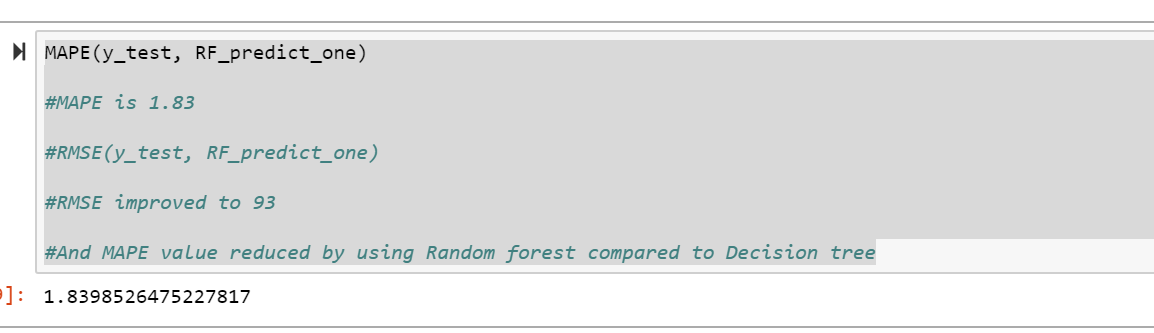 MAPE(y_test, RF_predict_one)
#MAPE is 1.83
#RMSE(y_test, RF_predict_one)
#RMSE improved to 93
#And MAPE value reduced by using Random forest compared to Decision tree
]: 1.8398526475227817